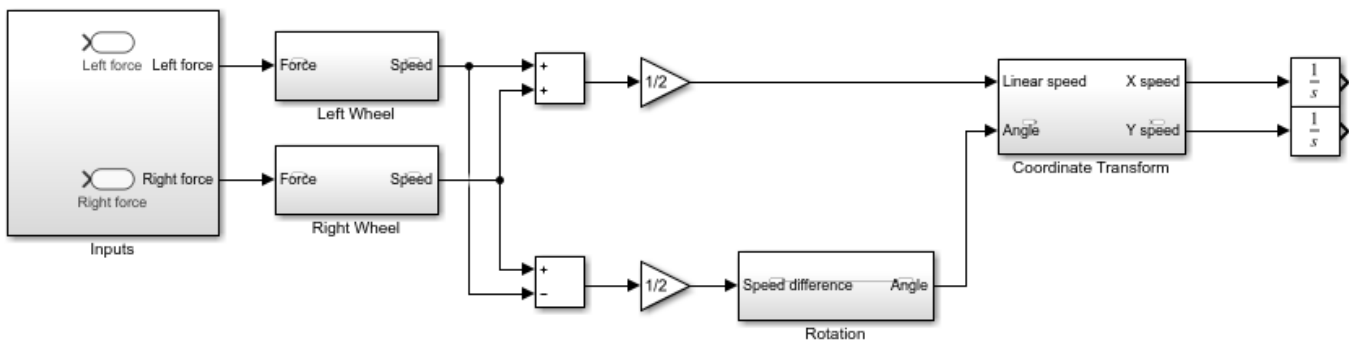 Left force
Left force
Right force
Right force
Inputs
Force
Speed
Left Wheel
Force
Speed
Right Wheel
+
+
1/2
+
−
1/2
Speed difference
Angle
Rotation
Linear speed
X speed
Angle
Y speed
Coordinate Transform
1
s
1
s